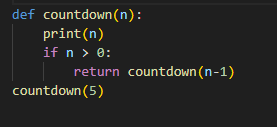 def countdown(n):
    print(n)
    if n > 0:
        return countdown(n-1)
countdown(5)